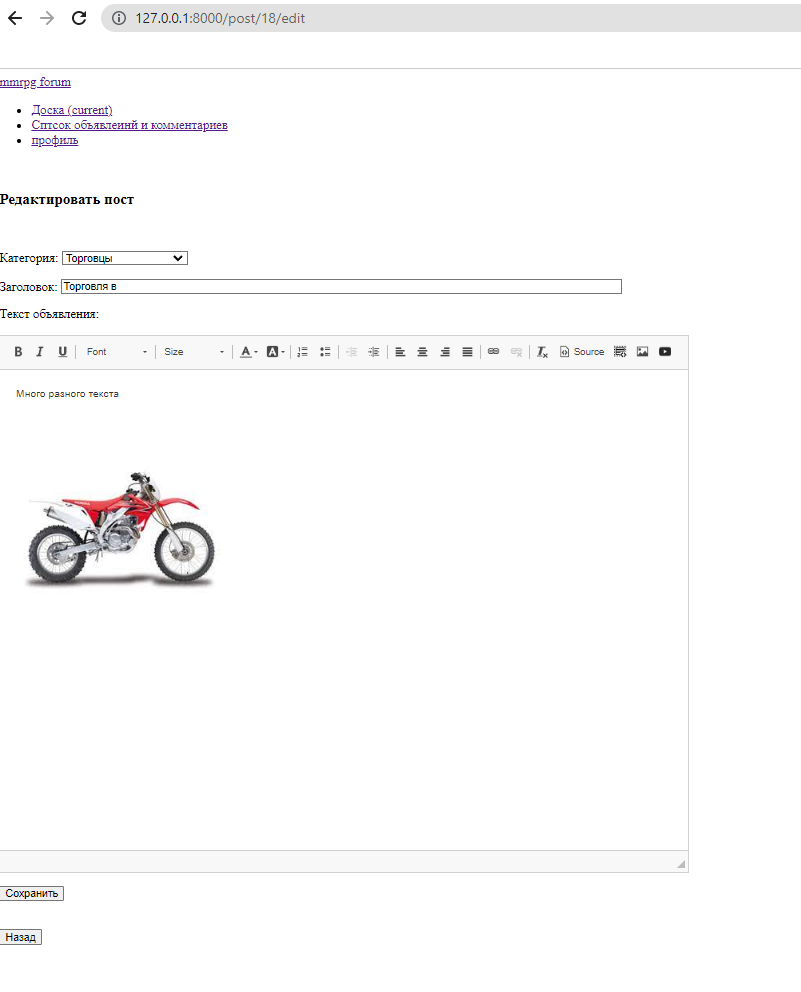 127.0.0.1:8000/post/18/edit
mmrpg forum
Доска (current)
Сптсок объявлеинй и комментариев
профиль
Редактировать пост
Категория: Торговцы
Заголовок: Торговля в
Текст объявления:
B I U Font Size A A Source
Много разного текста
Сохранить
Назад